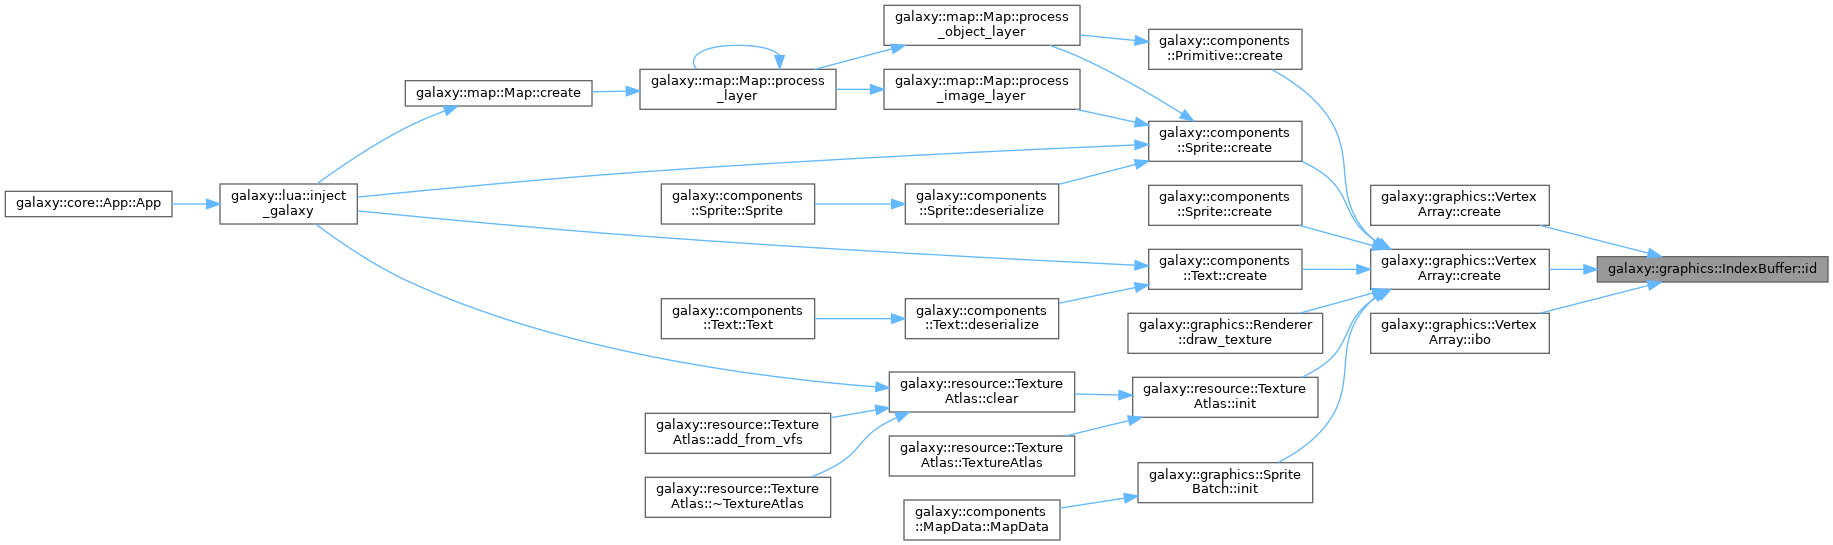 galaxy::map::Map::process
_object_layer
galaxy::components
::Primitive::create
galaxy::map::Map::process
_layer
galaxy::map::Map::process
_image_layer
galaxy::map::Map::create
galaxy::components
::Sprite::create
galaxy::core::App::App
galaxy::lua::inject
_galaxy
galaxy::components
::Sprite::Sprite
galaxy::components
::Sprite::deserialize
galaxy::components
::Sprite::create
galaxy::graphics::Vertex
Array::create
galaxy::components
::Text::create
galaxy::graphics::Vertex
Array::create
galaxy::graphics::IndexBuffer::id
galaxy::components
::Text::Text
galaxy::components
::Text::deserialize
galaxy::graphics::Renderer
::draw_texture
galaxy::graphics::Vertex
Array::ibo
galaxy::resource::Texture
Atlas::clear
galaxy::resource::Texture
Atlas::init
galaxy::resource::Texture
Atlas::add_from_vfs
galaxy::resource::Texture
Atlas::TextureAtlas
galaxy::resource::Texture
Atlas::~TextureAtlas
galaxy::graphics::Sprite
Batch::init
galaxy::components
::MapData::MapData